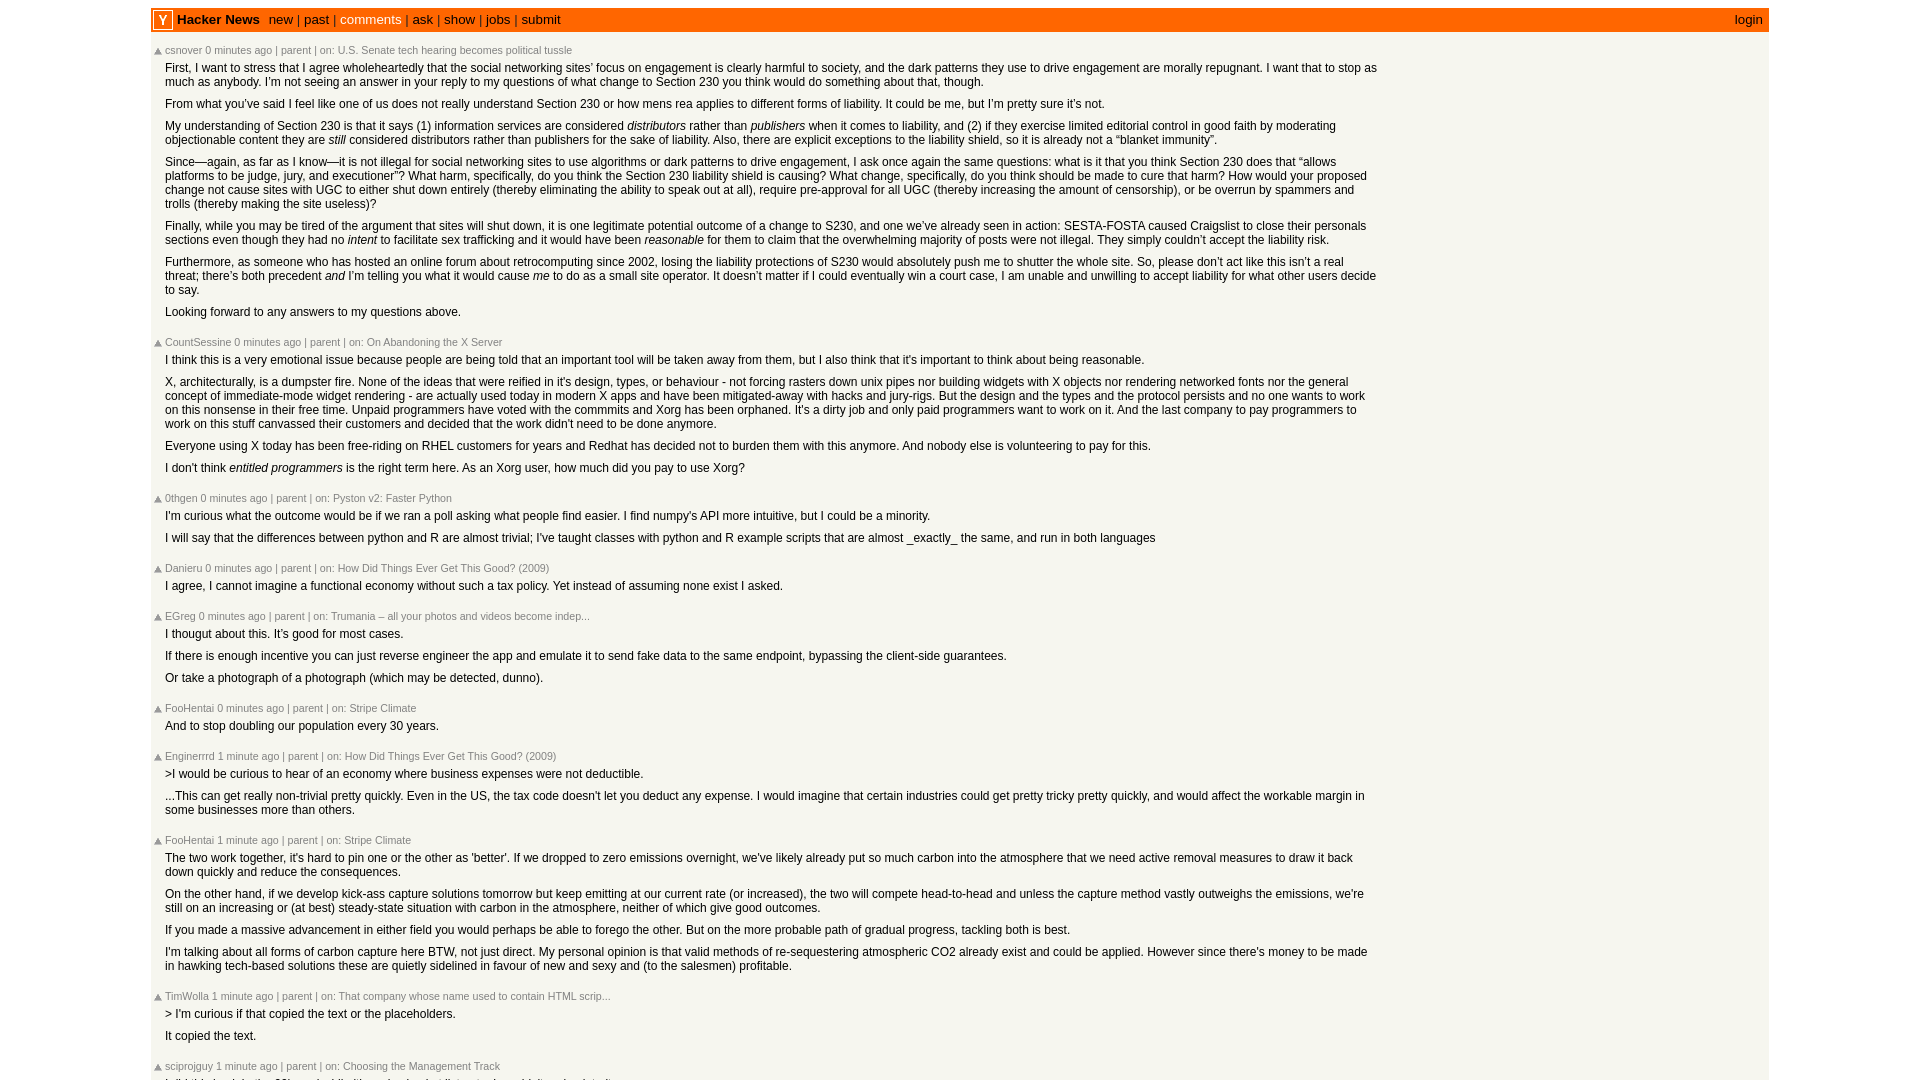 Y Hacker News new | past | comments | ask | show | jobs | submit login
csnover 0 minutes ago | parent | on: U.S. Senate tech hearing becomes political tussle
First, I want to stress that I agree wholeheartedly that the social networking sites’ focus on engagement is clearly harmful to society, and the dark patterns they use to drive engagement are morally repugnant. I want that to stop as
much as anybody. I’m not seeing an answer in your reply to my questions of what change to Section 230 you think would do something about that, though.
From what you’ve said I feel like one of us does not really understand Section 230 or how mens rea applies to different forms of liability. It could be me, but I’m pretty sure it’s not.
My understanding of Section 230 is that it says (1) information services are considered distributors rather than publishers when it comes to liability, and (2) if they exercise limited editorial control in good faith by moderating
objectionable content they are still considered distributors rather than publishers for the sake of liability. Also, there are explicit exceptions to the liability shield, so it is already not a “blanket immunity”.
Since—again, as far as I know—it is not illegal for social networking sites to use algorithms or dark patterns to drive engagement, I ask once again the same questions: what is it that you think Section 230 does that “allows
platforms to be judge, jury, and executioner”? What harm, specifically, do you think the Section 230 liability shield is causing? What change, specifically, do you think should be made to cure that harm? How would your proposed
change not cause sites with UGC to either shut down entirely (thereby eliminating the ability to speak out at all), require pre-approval for all UGC (thereby increasing the amount of censorship), or be overrun by spammers and
trolls (thereby making the site useless)?
Finally, while you may be tired of the argument that sites will shut down, it is one legitimate potential outcome of a change to S230, and one we’ve already seen in action: SESTA-FOSTA caused Craigslist to close their personals
sections even though they had no intent to facilitate sex trafficking and it would have been reasonable for them to claim that the overwhelming majority of posts were not illegal. They simply couldn’t accept the liability risk.
Furthermore, as someone who has hosted an online forum about retrocomputing since 2002, losing the liability protections of S230 would absolutely push me to shutter the whole site. So, please don’t act like this isn’t a real
threat; there’s both precedent and I’m telling you what it would cause me to do as a small site operator. It doesn’t matter if I could eventually win a court case, I am unable and unwilling to accept liability for what other users decide
to say.
Looking forward to any answers to my questions above.
CountSessine 0 minutes ago | parent | on: On Abandoning the X Server
I think this is a very emotional issue because people are being told that an important tool will be taken away from them, but I also think that it's important to think about being reasonable.
X, architecturally, is a dumpster fire. None of the ideas that were reified in it's design, types, or behaviour - not forcing rasters down unix pipes nor building widgets with X objects nor rendering networked fonts nor the general
concept of immediate-mode widget rendering - are actually used today in modern X apps and have been mitigated-away with hacks and jury-rigs. But the design and the types and the protocol persists and no one wants to work
on this nonsense in their free time. Unpaid programmers have voted with the commmits and Xorg has been orphaned. It's a dirty job and only paid programmers want to work on it. And the last company to pay programmers to
work on this stuff canvassed their customers and decided that the work didn't need to be done anymore.
Everyone using X today has been free-riding on RHEL customers for years and Redhat has decided not to burden them with this anymore. And nobody else is volunteering to pay for this.
I don't think entitled programmers is the right term here. As an Xorg user, how much did you pay to use Xorg?
0thgen 0 minutes ago | parent | on: Pyston v2: Faster Python
I'm curious what the outcome would be if we ran a poll asking what people find easier. I find numpy's API more intuitive, but I could be a minority.
I will say that the differences between python and R are almost trivial; I've taught classes with python and R example scripts that are almost _exactly_ the same, and run in both languages
Danieru 0 minutes ago | parent | on: How Did Things Ever Get This Good? (2009)
I agree, I cannot imagine a functional economy without such a tax policy. Yet instead of assuming none exist I asked.
EGreg 0 minutes ago | parent | on: Trumania – all your photos and videos become indep...
I thougut about this. It’s good for most cases.
If there is enough incentive you can just reverse engineer the app and emulate it to send fake data to the same endpoint, bypassing the client-side guarantees.
Or take a photograph of a photograph (which may be detected, dunno).
FooHentai 0 minutes ago | parent | on: Stripe Climate
And to stop doubling our population every 30 years.
Enginerrrd 1 minute ago | parent | on: How Did Things Ever Get This Good? (2009)
>I would be curious to hear of an economy where business expenses were not deductible.
...This can get really non-trivial pretty quickly. Even in the US, the tax code doesn't let you deduct any expense. I would imagine that certain industries could get pretty tricky pretty quickly, and would affect the workable margin in
some businesses more than others.
FooHentai 1 minute ago | parent | on: Stripe Climate
The two work together, it's hard to pin one or the other as 'better'. If we dropped to zero emissions overnight, we've likely already put so much carbon into the atmosphere that we need active removal measures to draw it back
down quickly and reduce the consequences.
On the other hand, if we develop kick-ass capture solutions tomorrow but keep emitting at our current rate (or increased), the two will compete head-to-head and unless the capture method vastly outweighs the emissions, we're
still on an increasing or (at best) steady-state situation with carbon in the atmosphere, neither of which give good outcomes.
If you made a massive advancement in either field you would perhaps be able to forego the other. But on the more probable path of gradual progress, tackling both is best.
I'm talking about all forms of carbon capture here BTW, not just direct. My personal opinion is that valid methods of re-sequestering atmospheric CO2 already exist and could be applied. However since there's money to be made
in hawking tech-based solutions these are quietly sidelined in favour of new and sexy and (to the salesmen) profitable.
TimWolla 1 minute ago | parent | on: That company whose name used to contain HTML scrip...
> I'm curious if that copied the text or the placeholders.
It copied the text.
sciprojguy 1 minute ago | parent | on: Choosing the Management Track